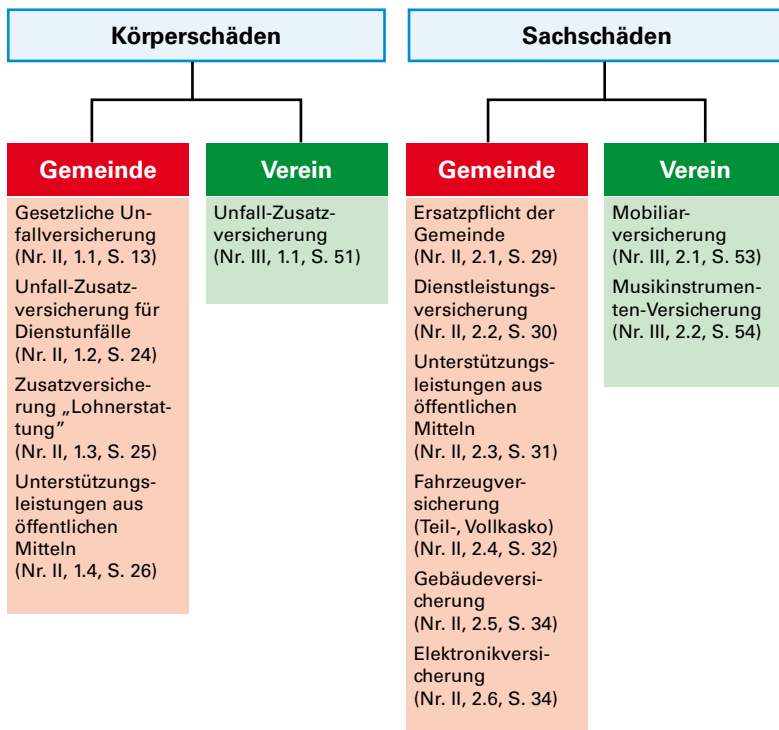 Körperschäden
Gemeinde
Gesetzliche Un-
fallversicherung
(Nr. II, 1.1, S. 13)
Unfall-Zusatz-
versicherung für
Dienstunfälle
(Nr. II, 1.2, S. 24)
Zusatzversiche-
rung „Lohnerstat-
tung”
(Nr. II, 1.3, S. 25)
Unterstützungs-
leistungen aus
öffentlichen
Mitteln
(Nr. II, 1.4, S. 26)
Verein
Unfall-Zusatz-
versicherung
(Nr. III, 1.1, S. 51)
Sachschäden
Gemeinde
Ersatzpflicht der
Gemeinde
(Nr. II, 2.1, S. 29)
Dienstleistungs-
versicherung
(Nr. II, 2.2, S. 30)
Unterstützungs-
leistungen aus
öffentlichen
Mitteln
(Nr. II, 2.3, S. 31)
Fahrzeugver-
sicherung
(Teil-, Vollkasko)
(Nr. II, 2.4, S. 32)
Gebäudeversi-
cherung
(Nr. II, 2.5, S. 34)
Elektronikversi-
cherung
(Nr. II, 2.6, S. 34)
Verein
Mobiliar-
versicherung
(Nr. III, 2.1, S. 53)
Musikinstrumen-
ten-Versicherung
(Nr. III, 2.2, S. 54)